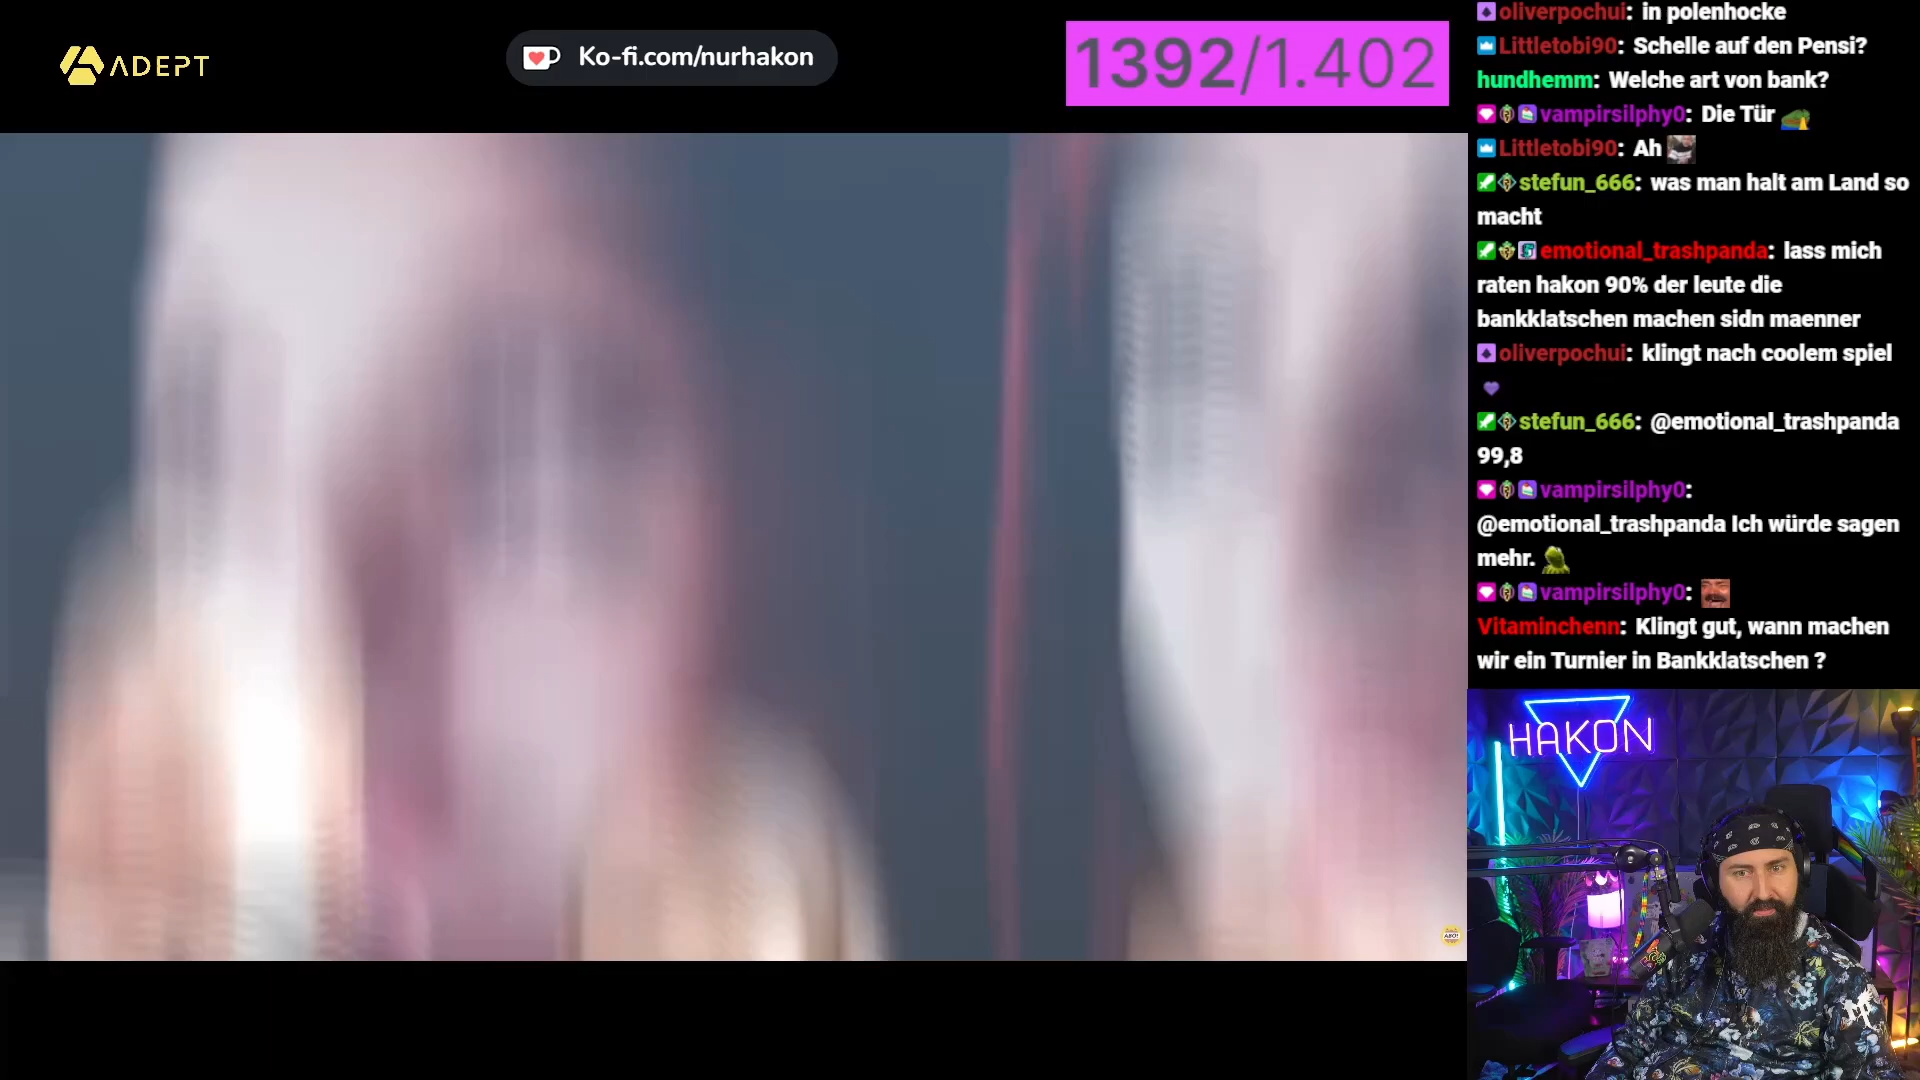 ADEPT
Ko-fi.com/nurhakon
1392/1.402
oliverpochui: in polenhocke
Littletobi90: Schelle auf den Pensi?
hundhemm: Welche art von bank?
vampirsilphy0: Die Tür
Littletobi90: Ah
stefun_666: was man halt am Land so
macht
emotional_trashpanda: lass mich
raten hakon 90% der leute die
bankklatschen machen sidn maenner
oliverpochui: klingt nach coolem spiel
stefun_666: @emotional_trashpanda
99,8
vampirsilphy0:
@emotional_trashpanda Ich würde sagen
mehr.
vampirsilphy0:
Vitaminchenn: Klingt gut, wann machen
wir ein Turnier in Bankklatschen ?
HAKON
ABO!